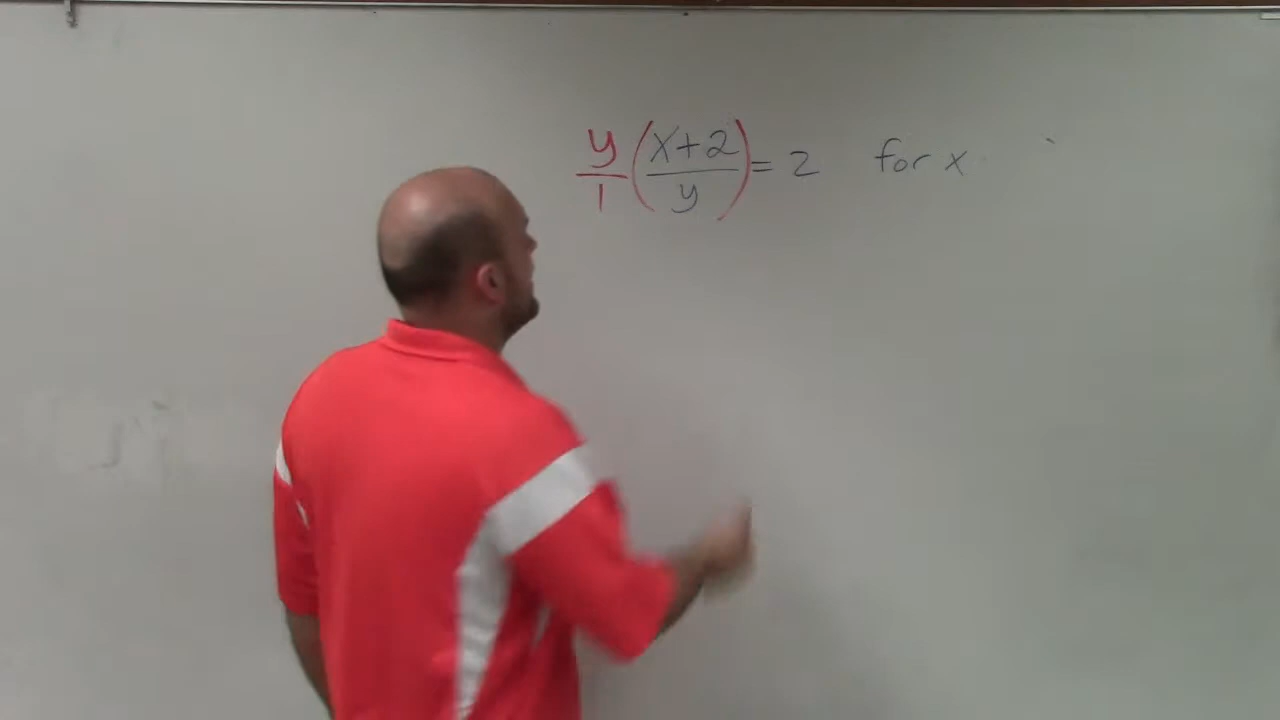 y/1 (x+2/y) = 2 for x